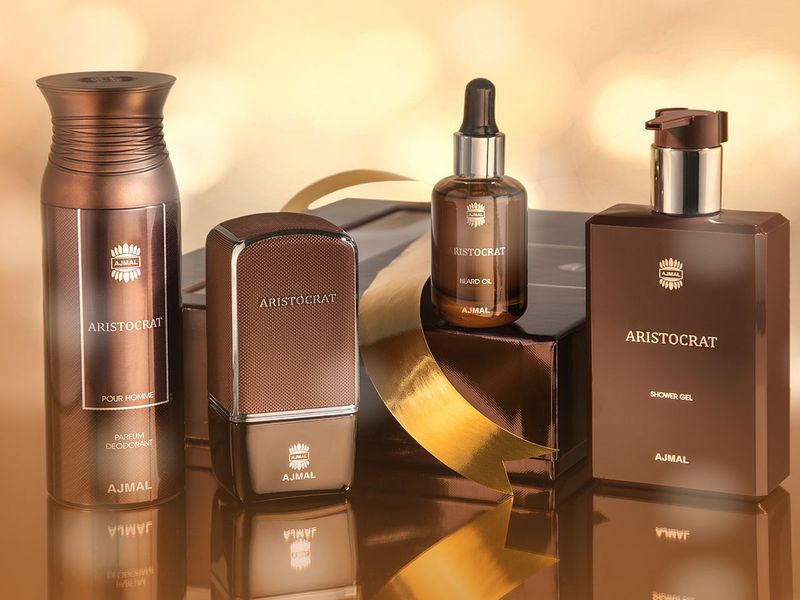 AJMAL
ARISTOCRAT
POUR HOMME
PARFUM
DEODORANT
AJMAL
ARISTOCRAT
AJMAL
AJMAL
AJMAL
ARISTOCRAT
BEARD OIL
AJMAL
AJMAL
ARISTOCRAT
SHOWER GEL
AJMAL